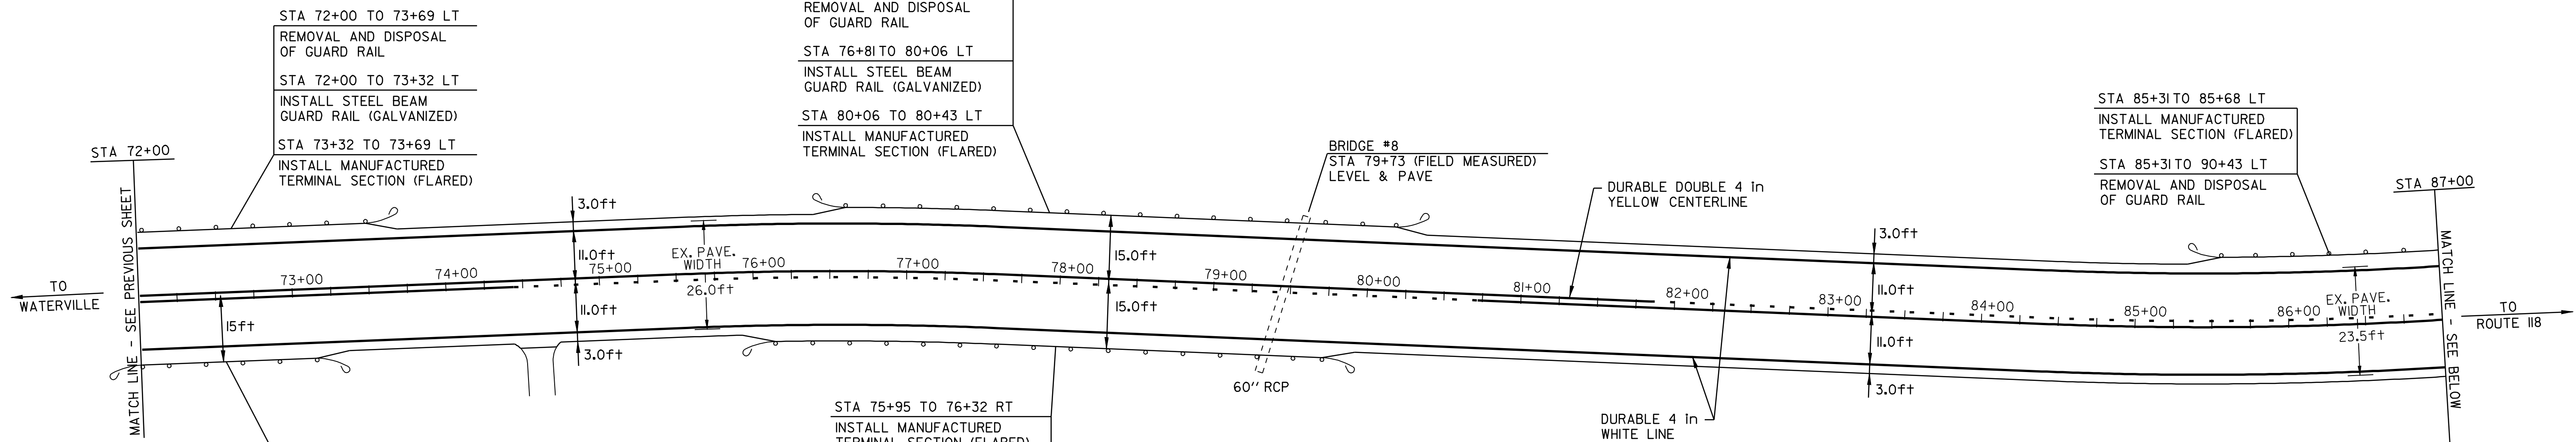 STA 72+00 TO 73+69 LT
REMOVAL AND DISPOSAL
OF GUARD RAIL
STA 72+00 TO 73+32 LT
INSTALL STEEL BEAM
GUARD RAIL (GALVANIZED)
STA 73+32 TO 73+69 LT
INSTALL MANUFACTURED
TERMINAL SECTION (FLARED)
REMOVAL AND DISPOSAL
OF GUARD RAIL
STA 76+81 TO 80+06 LT
INSTALL STEEL BEAM
GUARD RAIL (GALVANIZED)
STA 80+06 TO 80+43 LT
INSTALL MANUFACTURED
TERMINAL SECTION (FLARED)
BRIDGE #8
STA 79+73 (FIELD MEASURED)
LEVEL & PAVE
DURABLE DOUBLE 4 in
YELLOW CENTERLINE
STA 85+31 TO 85+68 LT
INSTALL MANUFACTURED
TERMINAL SECTION (FLARED)
STA 85+31 TO 90+43 LT
REMOVAL AND DISPOSAL
OF GUARD RAIL
STA 72+00
MATCH LINE - SEE PREVIOUS SHEET
TO
WATERVILLE
STA 87+00
MATCH LINE - SEE BELOW
TO
ROUTE 118
3.0ft
11.0ft
11.0ft
3.0ft
15ft
EX. PAVE.
WIDTH
26.0ft
15.0ft
15.0ft
3.0ft
11.0ft
11.0ft
3.0ft
EX. PAVE.
WIDTH
23.5ft
73+00
74+00
75+00
76+00
77+00
78+00
79+00
80+00
81+00
82+00
83+00
84+00
85+00
86+00
60" RCP
STA 75+95 TO 76+32 RT
INSTALL MANUFACTURED
TERMINAL SECTION (FLARED)
DURABLE 4 in
WHITE LINE